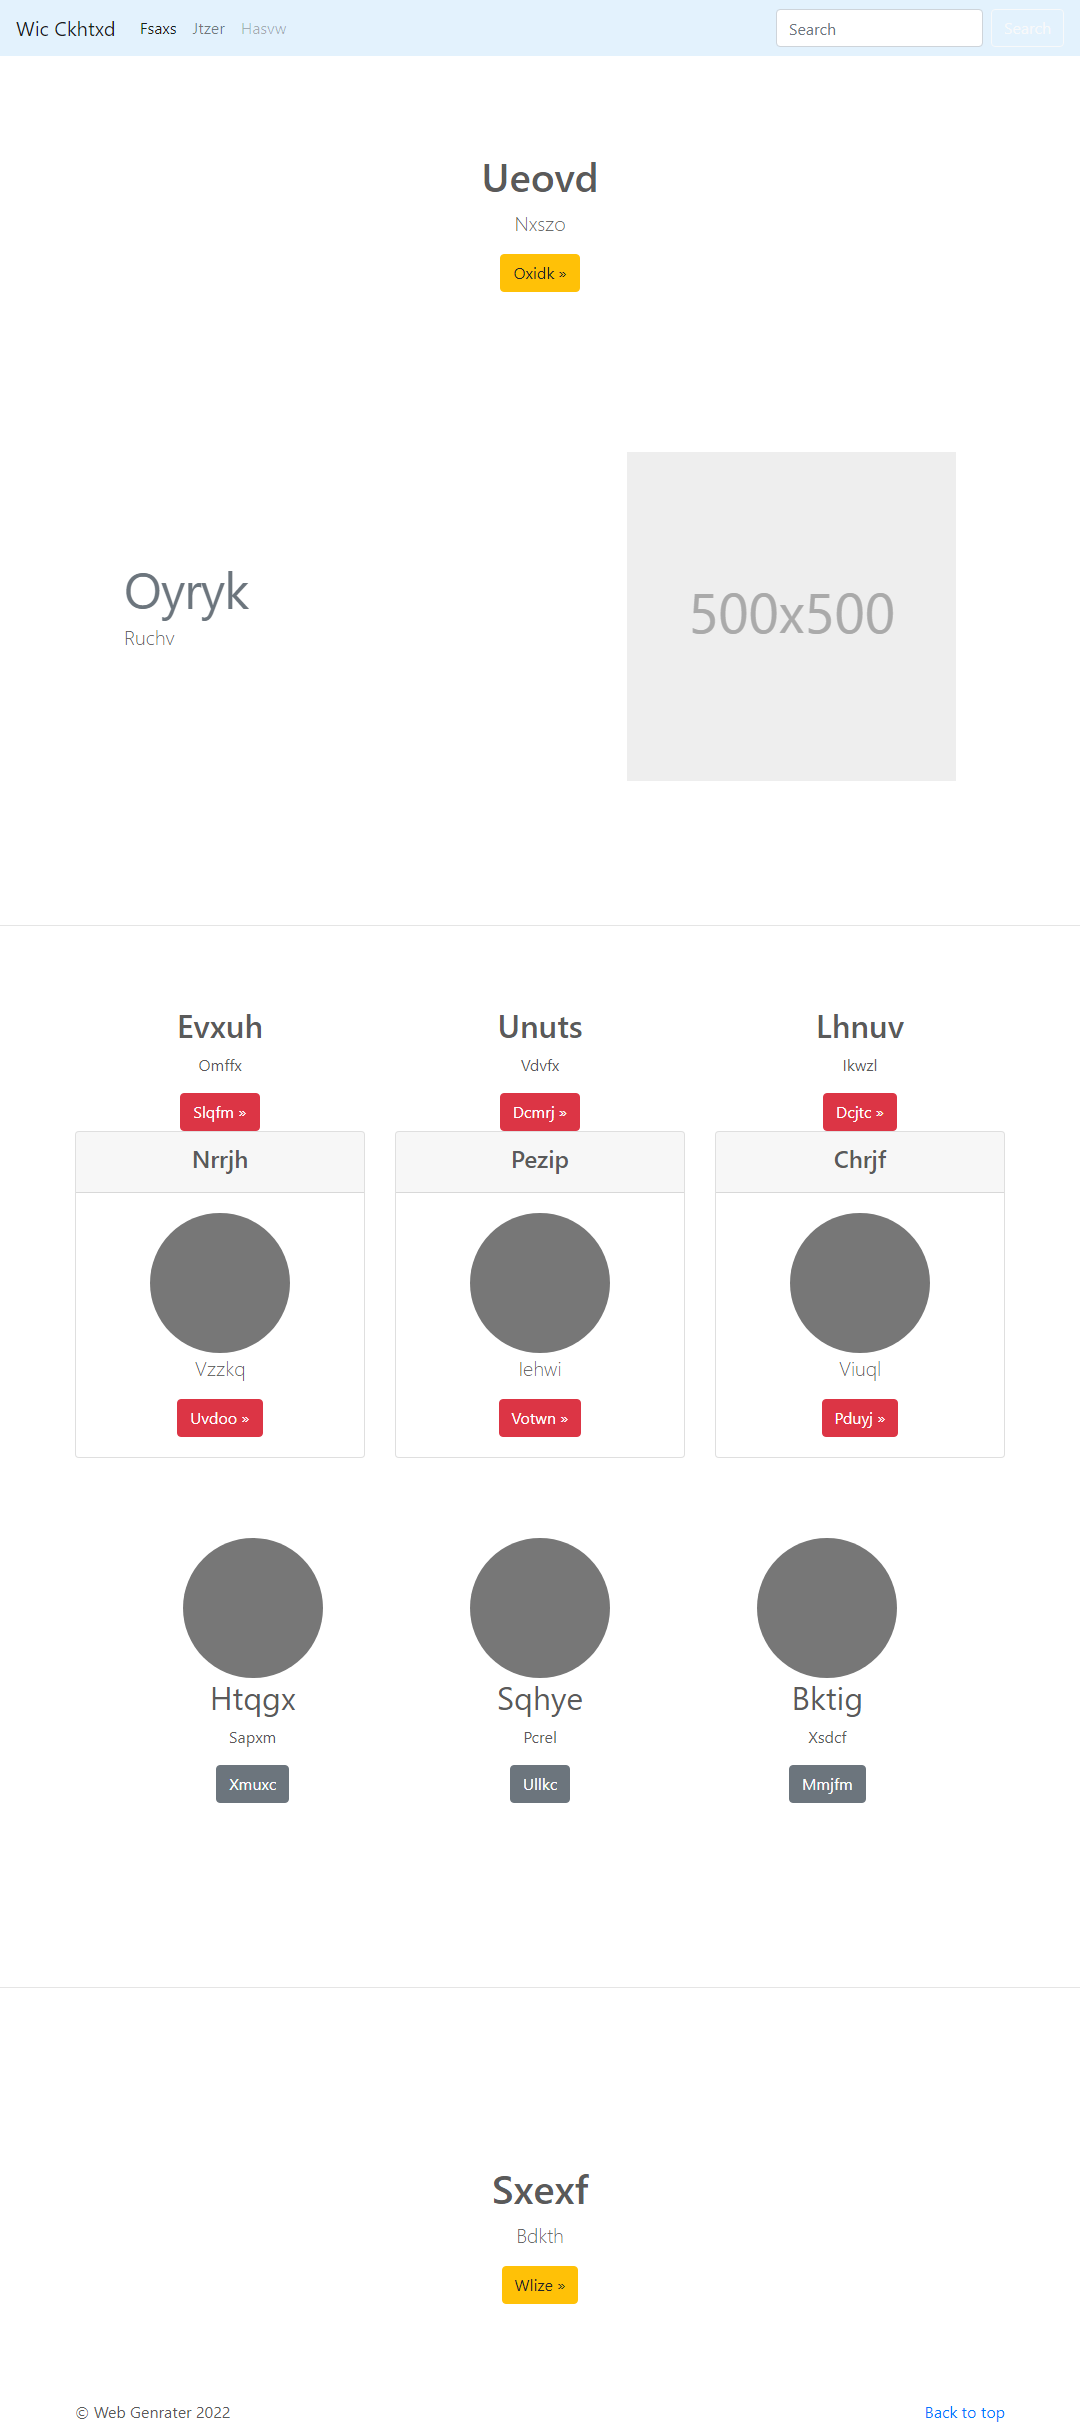 Wic Ckhtxd Fsaxs Jtzer Hasvw Search Search
Ueovd
Nxszo
Oxidk »
500x500
Oyryk
Ruchv
Evxuh Unuts Lhnuv
Omffx Vdvfx Ikwzl
Slqfm » Dcmrj » Dcjtc »
Nrrjh Pezip Chrjf
Vzzkq Iehwi Viuql
Uvdoo » Votwn » Pduyj »
Htqgx Sqhye Bktig
Sapxm Pcrel Xsdcf
Xmuxc Ullkc Mmjfm
Sxexf
Bdkth
Wlize »
© Web Genrater 2022 Back to top